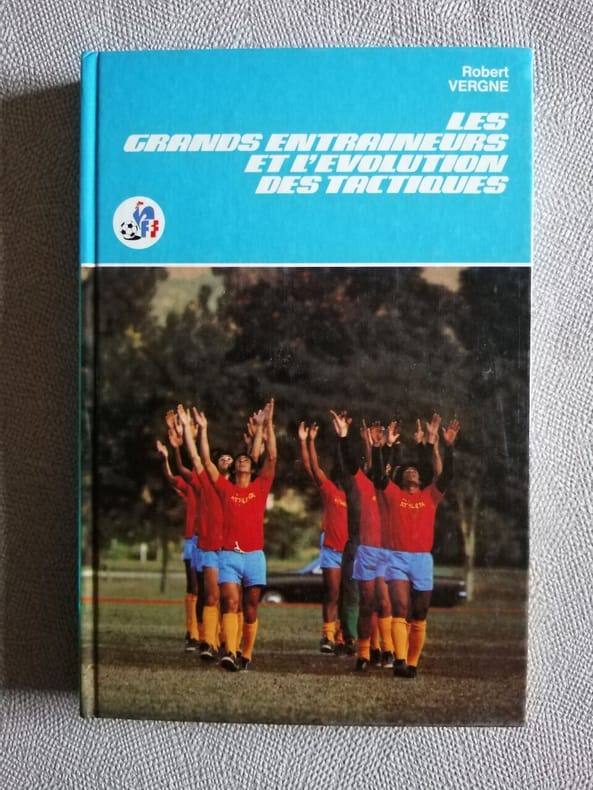 Robert
VERGNE
LES
GRANDS ENTRAINEURS
ET L'EVOLUTION
DES TACTIQUES
FFF